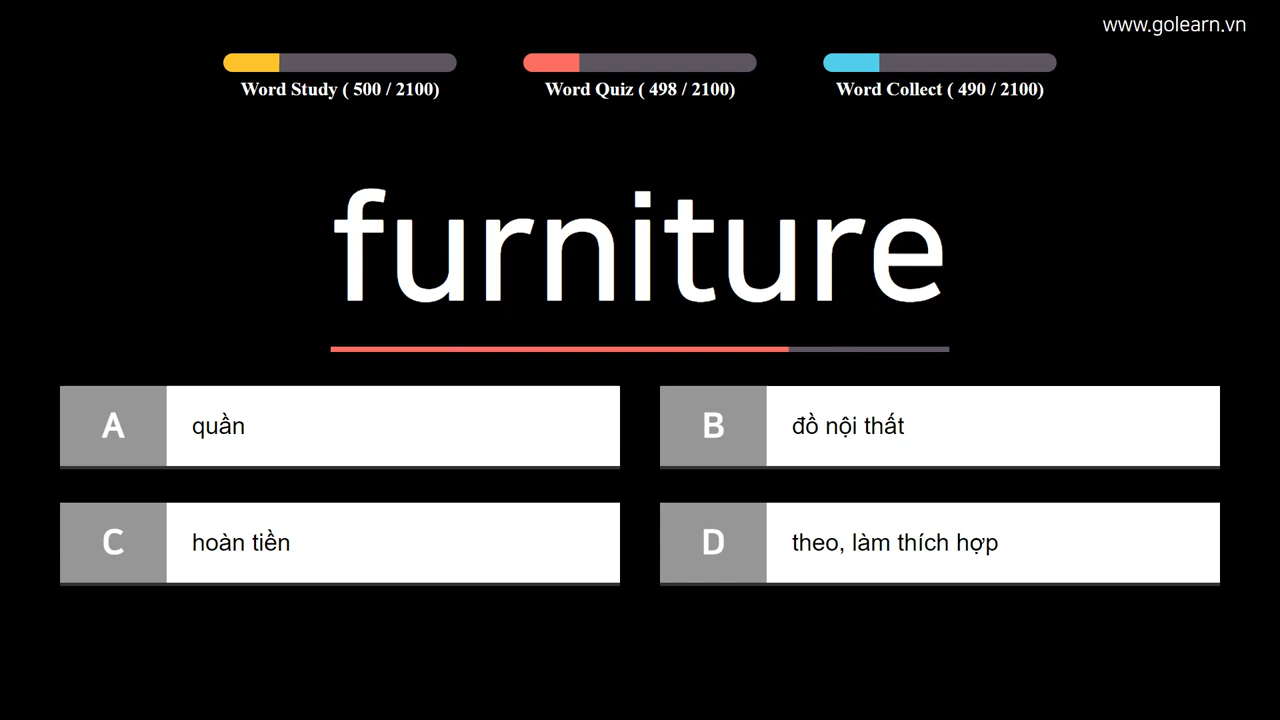 www.golearn.vn
Word Study ( 500 / 2100)
Word Quiz ( 498 / 2100)
Word Collect ( 490 / 2100)
furniture
A quần
B đồ nội thất
C hoàn tiền
D theo, làm thích hợp